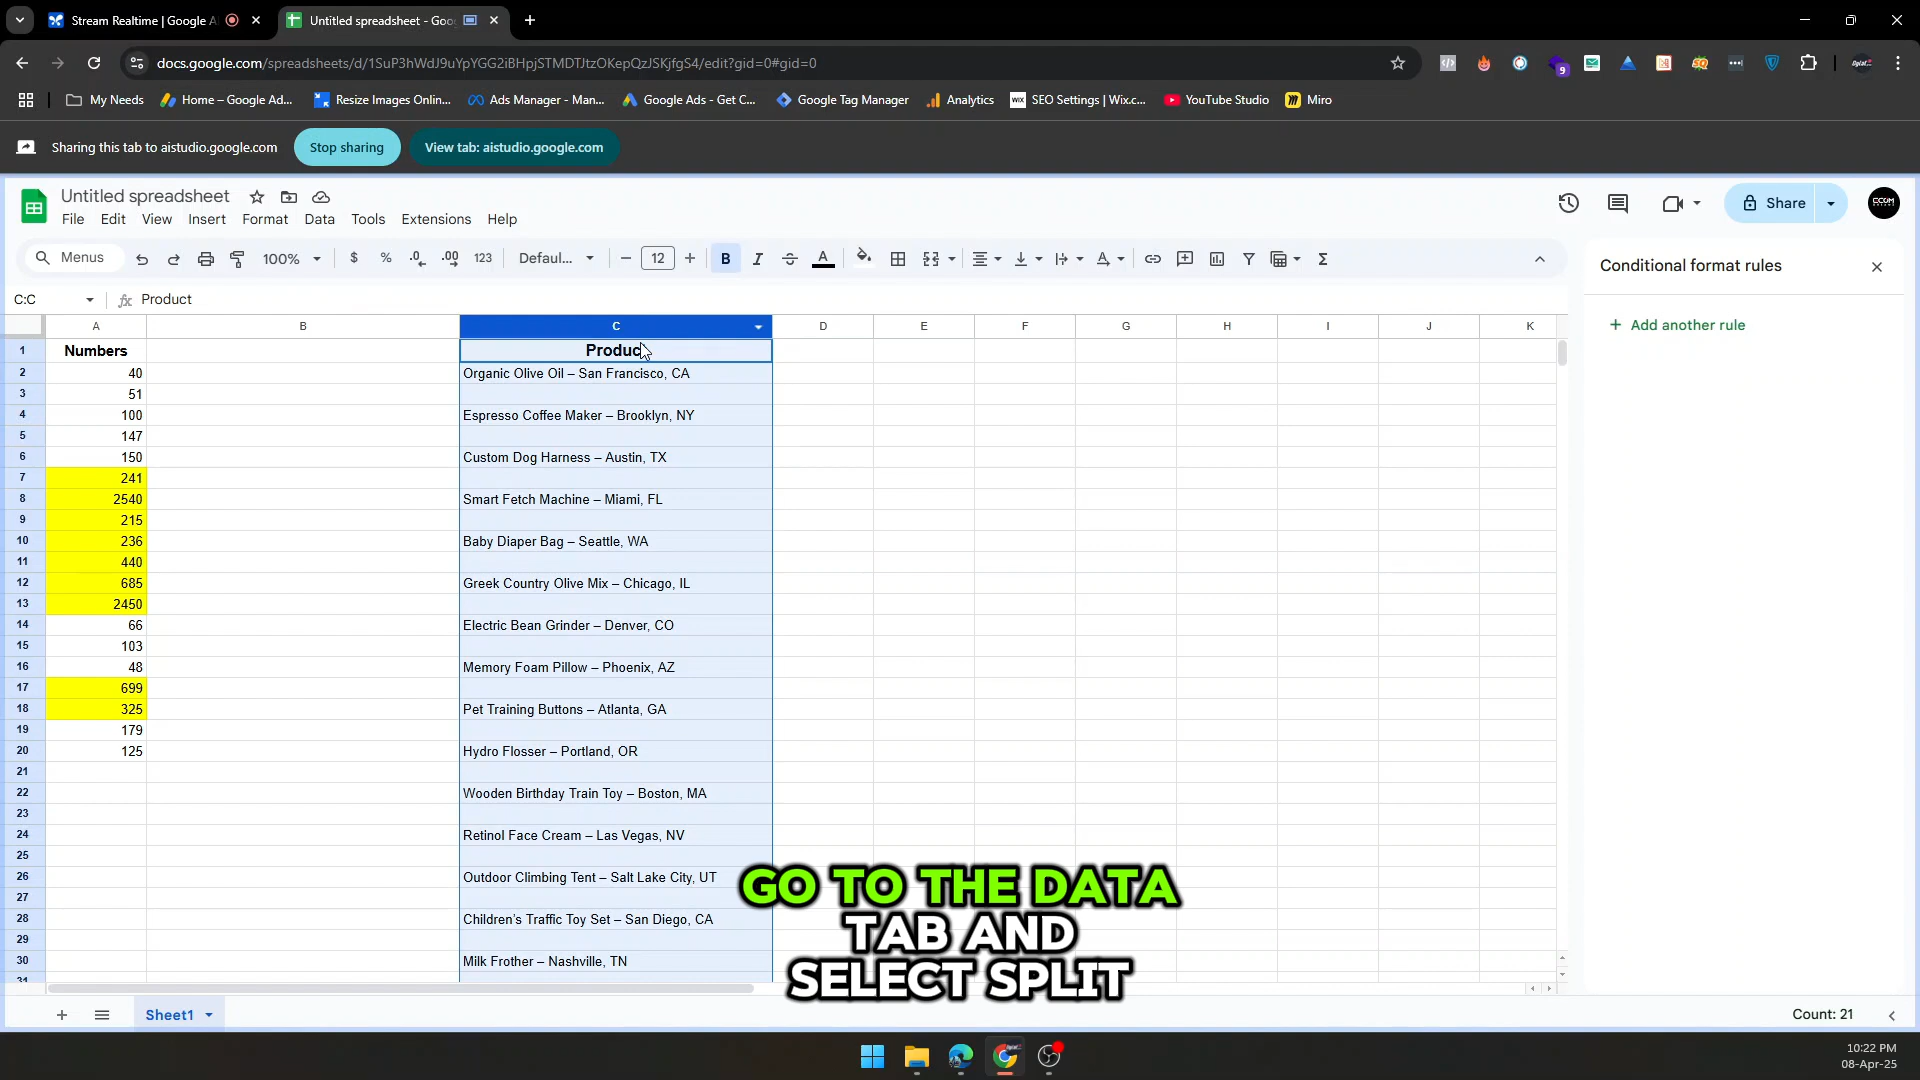 Stream Realtime | Google A
Untitled spreadsheet - Goo
docs.google.com/spreadsheets/d/1SuP3hWdJ9uYpYGG2iBHpjSTMDTJtzOKepQzJSKjfgS4/edit?gid=0#gid=0
9
My Needs
Home – Google Ad...
Resize Images Onlin...
Ads Manager - Man...
Google Ads - Get C...
Google Tag Manager
Analytics
WIX
SEO Settings | Wix.c...
YouTube Studio
Miro
Sharing this tab to aistudio.google.com
Stop sharing
View tab: aistudio.google.com
Untitled spreadsheet
File Edit View Insert Format Data Tools Extensions Help
Share
CCOM
Menus
100%
$ % .0 .00 123
Defaul...
12
B I A
Σ
C:C
fx Product
Conditional format rules
+ Add another rule
A B C D E F G H I J K
1 Numbers Produc
2 40 Organic Olive Oil – San Francisco, CA
3 51
4 100 Espresso Coffee Maker – Brooklyn, NY
5 147
6 150 Custom Dog Harness – Austin, TX
7 241
8 2540 Smart Fetch Machine – Miami, FL
9 215
10 236 Baby Diaper Bag – Seattle, WA
11 440
12 685 Greek Country Olive Mix – Chicago, IL
13 2450
14 66 Electric Bean Grinder – Denver, CO
15 103
16 48 Memory Foam Pillow – Phoenix, AZ
17 699
18 325 Pet Training Buttons – Atlanta, GA
19 179
20 125 Hydro Flosser – Portland, OR
21
22 Wooden Birthday Train Toy – Boston, MA
23
24 Retinol Face Cream – Las Vegas, NV
25
26 Outdoor Climbing Tent – Salt Lake City, UT
27
28 Children's Traffic Toy Set – San Diego, CA
29
30 Milk Frother – Nashville, TN
31
GO TO THE DATA
TAB AND
SELECT SPLIT
Sheet1
Count: 21
10:22 PM
08-Apr-25